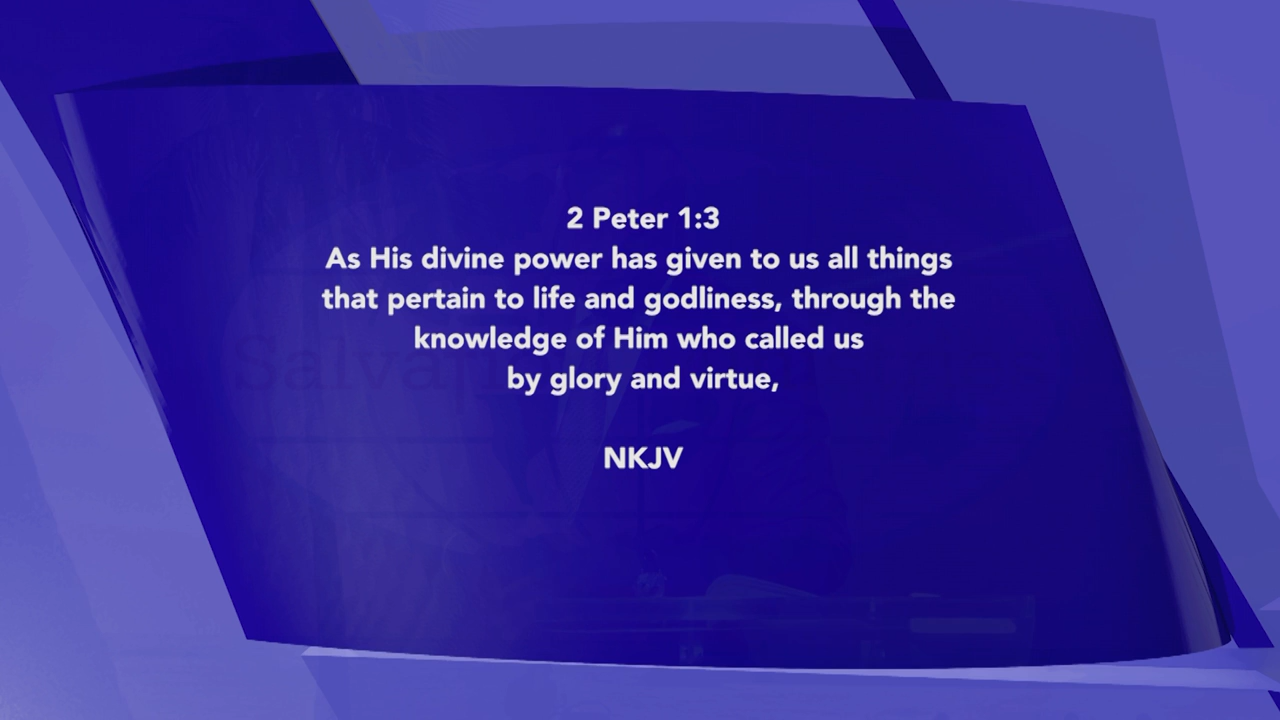 2 Peter 1:3
As His divine power has given to us all things
that pertain to life and godliness, through the
knowledge of Him who called us
by glory and virtue,
NKJV